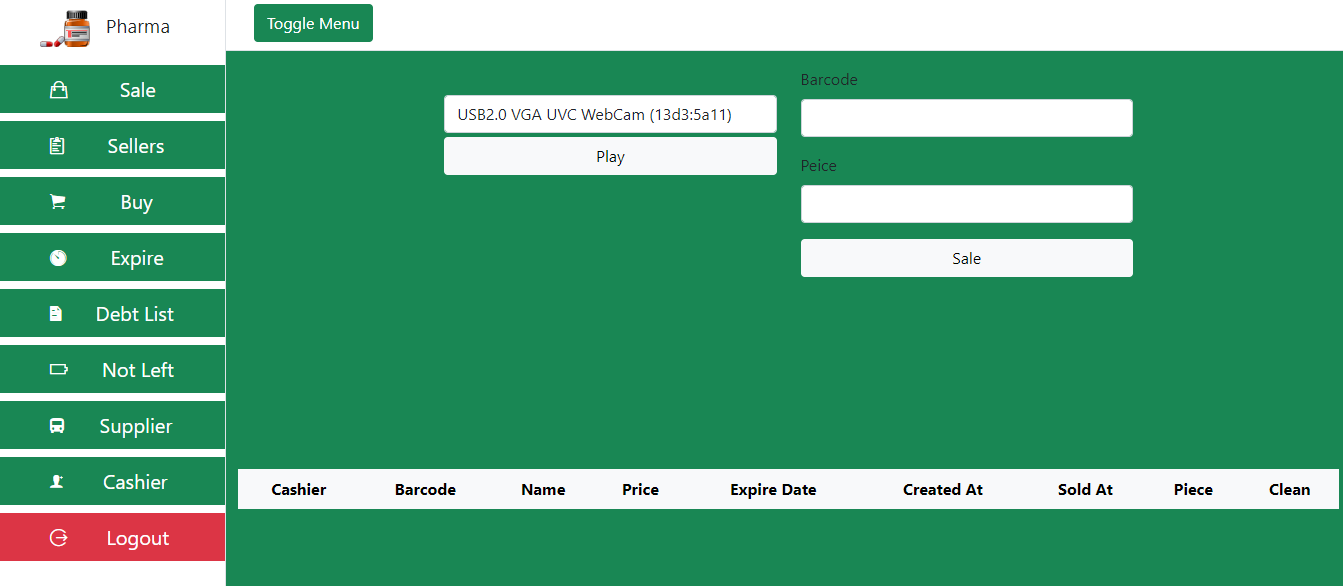 Pharma
Toggle Menu
Sale
Sellers
Buy
Expire
Debt List
Not Left
Supplier
Cashier
Logout
USB2.0 VGA UVC WebCam (13d3:5a11)
Play
Barcode
Peice
Sale
Cashier Barcode Name Price Expire Date Created At Sold At Piece Clean